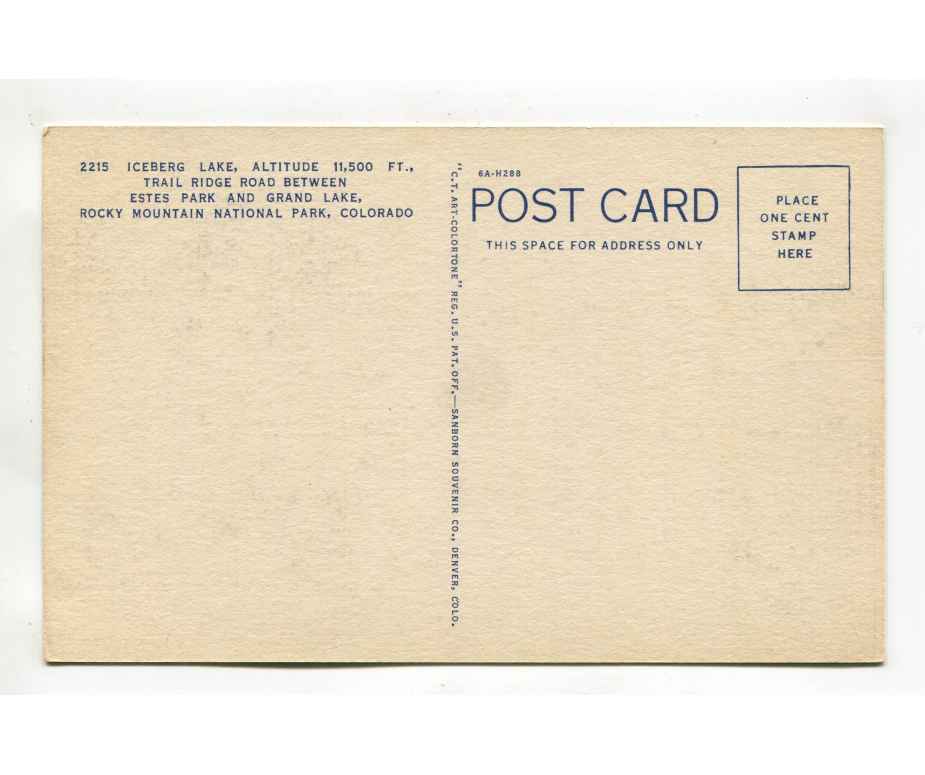 2215 ICEBERG LAKE, ALTITUDE 11,500 FT.,
TRAIL RIDGE ROAD BETWEEN
ESTES PARK AND GRAND LAKE,
ROCKY MOUNTAIN NATIONAL PARK, COLORADO
"C.T. ART-COLORTONE" REG. U.S. PAT. OFF.—SANBORN SOUVENIR CO., DENVER, COLO.
6A-H288
POST CARD
THIS SPACE FOR ADDRESS ONLY
PLACE
ONE CENT
STAMP
HERE